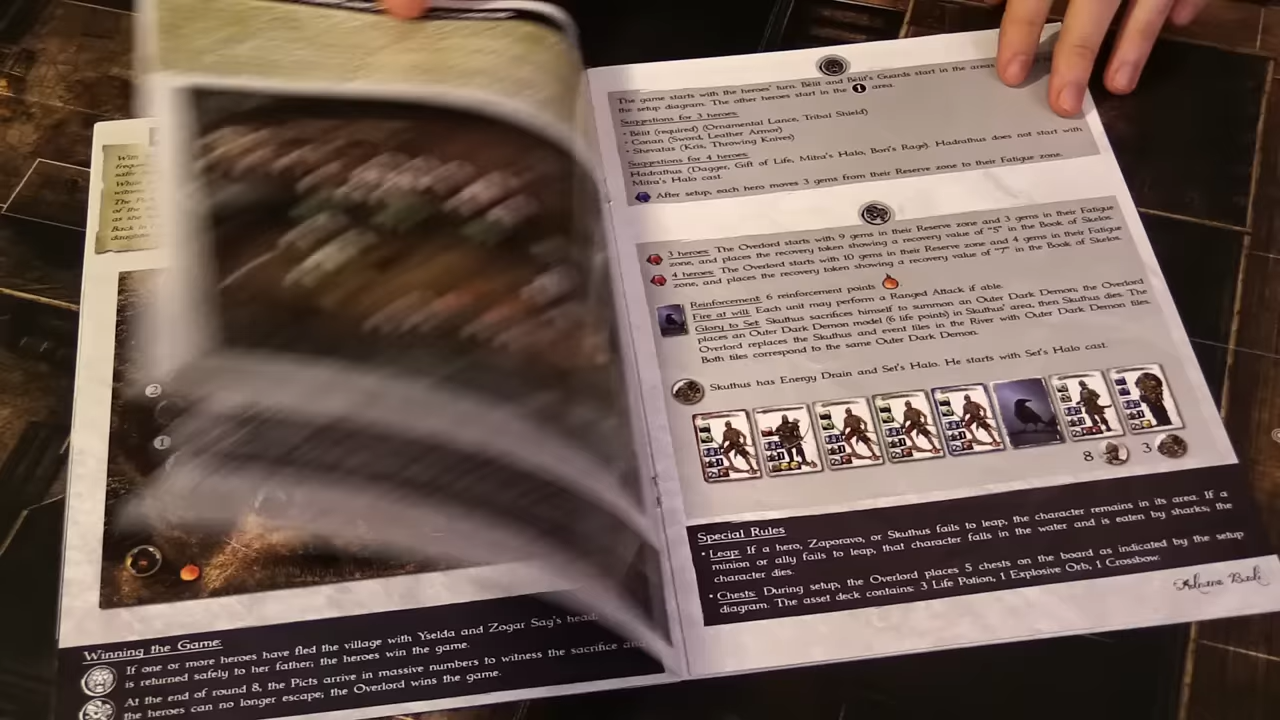 The game starts with the heroes' turn. Bêlit and Bêlit's Guards start in the areas
the setup diagram. The other heroes start in the 1 area.
Suggestions for 3 heroes:
• Bêlit (required) (Ornamental Lance, Tribal Shield)
• Conan (Sword, Leather Armor)
• Shevatas (Kris, Throwing Knives)
Suggestions for 4 heroes:
Hadrathus (Dagger, Gift of Life, Mitra's Halo, Bori's Rage). Hadrathus does not start with
Mitra's Halo cast.
After setup, each hero moves 3 gems from their Reserve zone to their Fatigue zone.
3 heroes: The Overlord starts with 9 gems in their Reserve zone and 3 gems in their Fatigue
zone, and places the recovery token showing a recovery value of "5" in the Book of Skelos.
4 heroes: The Overlord starts with 10 gems in their Reserve zone and 4 gems in their Fatigue
zone, and places the recovery token showing a recovery value of "7" in the Book of Skelos.
Reinforcement: 6 reinforcement points
Fire at will: Each unit may perform a Ranged Attack if able.
Glory to Set: Skuthus sacrifices himself to summon an Outer Dark Demon; the Overlord
places an Outer Dark Demon model (6 life points) in Skuthus' area, then Skuthus dies. The
Overlord replaces the Skuthus and event tiles in the River with Outer Dark Demon tiles.
Both tiles correspond to the same Outer Dark Demon.
Skuthus has Energy Drain and Set's Halo. He starts with Set's Halo cast.
8 3
Special Rules
• Leap: If a hero, Zaporavo, or Skuthus fails to leap, the character remains in its area. If a
minion or ally fails to leap, that character falls in the water and is eaten by sharks; the
character dies.
• Chests: During setup, the Overlord places 5 chests on the board as indicated by the setup
diagram. The asset deck contains: 3 Life Potion, 1 Explosive Orb, 1 Crossbow.
2
1
Winning the Game:
If one or more heroes have fled the village with Yselda and Zogar Sag's head,
is returned safely to her father; the heroes win the game.
At the end of round 8, the Picts arrive in massive numbers to witness the sacrifice and
the heroes can no longer escape; the Overlord wins the game.